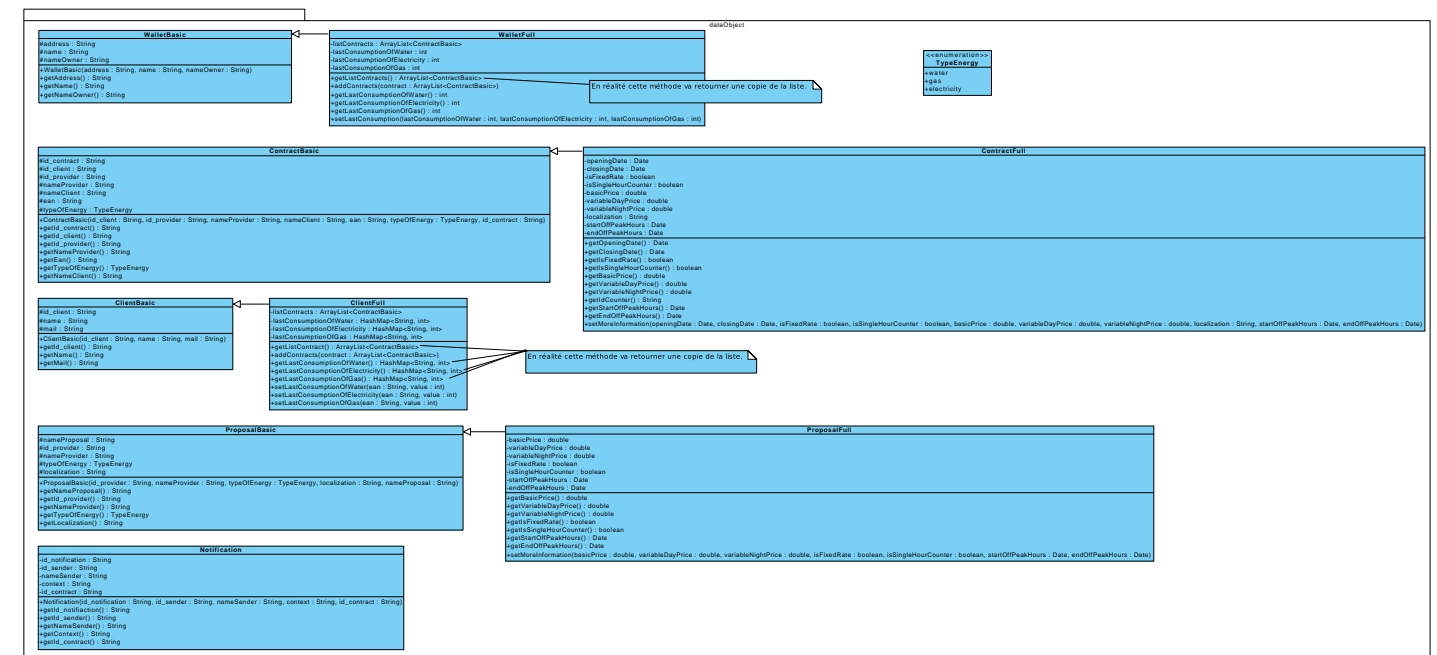 dataObject
WalletBasic
#address : String
#name : String
#nameOwner : String
+WalletBasic(address : String, name : String, nameOwner : String)
+getAddress() : String
+getName() : String
+getNameOwner() : String
WalletFull
-listContracts : ArrayList<ContractBasic>
-lastConsumptionOfWater : int
-lastConsumptionOfElectricity : int
-lastConsumptionOfGas : int
+getListContracts() : ArrayList<ContractBasic>
+addContracts(contract : ArrayList<ContractBasic>)
+getLastConsumptionOfWater() : int
+getLastConsumptionOfElectricity() : int
+getLastConsumptionOfGas() : int
+setLastConsumption(lastConsumptionOfWater : int, lastConsumptionOfElectricity : int, lastConsumptionOfGas : int)
En réalité cette méthode va retourner une copie de la liste.
<<enumeration>>
TypeEnergy
+water
+gas
+electricity
ContractBasic
#id_contract : String
#id_client : String
#id_provider : String
#nameProvider : String
#nameClient : String
#ean : String
#typeOfEnergy : TypeEnergy
+ContractBasic(id_client : String, id_provider : String, nameProvider : String, nameClient : String, ean : String, typeOfEnergy : TypeEnergy, id_contract : String)
+getId_contract() : String
+getId_client() : String
+getId_provider() : String
+getNameProvider() : String
+getEan() : String
+getTypeOfEnergy() : TypeEnergy
+getNameClient() : String
ContractFull
-openingDate : Date
-closingDate : Date
-isFixedRate : boolean
-isSingleHourCounter : boolean
-basicPrice : double
-variableDayPrice : double
-variableNightPrice : double
-localization : String
-startOffPeakHours : Date
-endOffPeakHours : Date
+getOpeningDate() : Date
+getClosingDate() : Date
+getIsFixedRate() : boolean
+getIsSingleHourCounter() : boolean
+getBasicPrice() : double
+getVariableDayPrice() : double
+getVariableNightPrice() : double
+getIdCounter() : String
+getStartOffPeakHours() : Date
+getEndOffPeakHours() : Date
+setMoreInformation(openingDate : Date, closingDate : Date, isFixedRate : boolean, isSingleHourCounter : boolean, basicPrice : double, variableDayPrice : double, variableNightPrice : double, localization : String, startOffPeakHours : Date, endOffPeakHours : Date)
ClientBasic
#id_client : String
#name : String
#mail : String
+ClientBasic(id_client : String, name : String, mail : String)
+getId_client() : String
+getName() : String
+getMail() : String
ClientFull
-listContracts : ArrayList<ContractBasic>
-lastConsumptionOfWater : HashMap<String, int>
-lastConsumptionOfElectricity : HashMap<String, int>
-lastConsumptionOfGas : HashMap<String, int>
+getListContract() : ArrayList<ContractBasic>
+addContracts(contract : ArrayList<ContractBasic>)
+getLastConsumptionOfWater() : HashMap<String, int>
+getLastConsumptionOfElectricity() : HashMap<String, int>
+getLastConsumptionOfGas() : HashMap<String, int>
+setLastConsumptionOfWater(ean : String, value : int)
+setLastConsumptionOfElectricity(ean : String, value : int)
+setLastConsumptionOfGas(ean : String, value : int)
En réalité cette méthode va retourner une copie de la liste.
ProposalBasic
#nameProposal : String
#id_provider : String
#nameProvider : String
#typeOfEnergy : TypeEnergy
#localization : String
+ProposalBasic(id_provider : String, nameProvider : String, typeOfEnergy : TypeEnergy, localization : String, nameProposal : String)
+getNameProposal() : String
+getId_provider() : String
+getNameProvider() : String
+getTypeOfEnergy() : TypeEnergy
+getLocalization() : String
ProposalFull
-basicPrice : double
-variableDayPrice : double
-variableNightPrice : double
-isFixedRate : boolean
-isSingleHourCounter : boolean
-startOffPeakHours : Date
-endOffPeakHours : Date
+getBasicPrice() : double
+getVariableDayPrice() : double
+getVariableNightPrice() : double
+getIsFixedRate() : boolean
+getIsSingleHourCounter() : boolean
+getStartOffPeakHours() : Date
+getEndOffPeakHours() : Date
+setMoreInformation(basicPrice : double, variableDayPrice : double, variableNightPrice : double, isFixedRate : boolean, isSingleHourCounter : boolean, startOffPeakHours : Date, endOffPeakHours : Date)
Notification
-id_notification : String
-id_sender : String
-nameSender : String
-context : String
-id_contract : String
+Notification(id_notification : String, id_sender : String, nameSender : String, context : String, id_contract : String)
+getId_notifiaction() : String
+getId_sender() : String
+getNameSender() : String
+getContext() : String
+getId_contract() : String